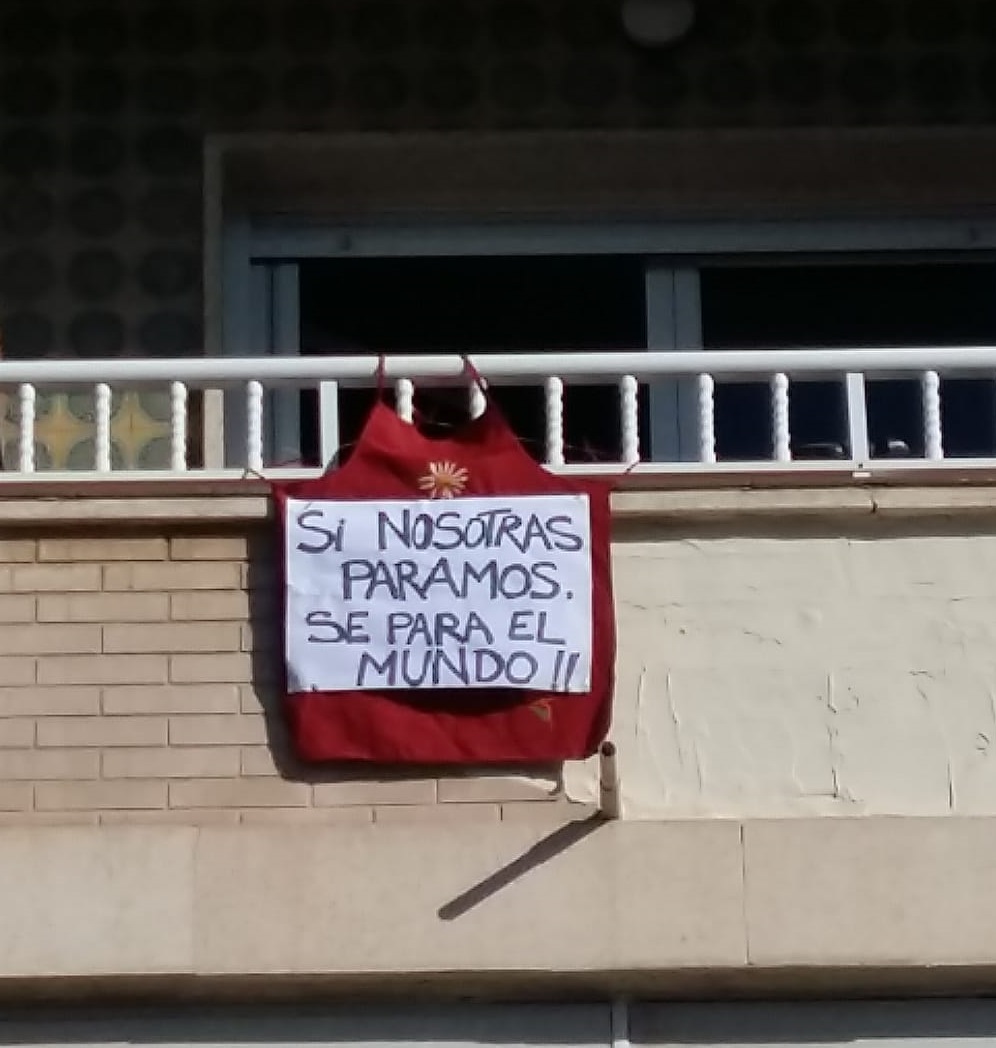 Si NOSOTRAS
PARAMOS.
SE PARA EL
MUNDO !!